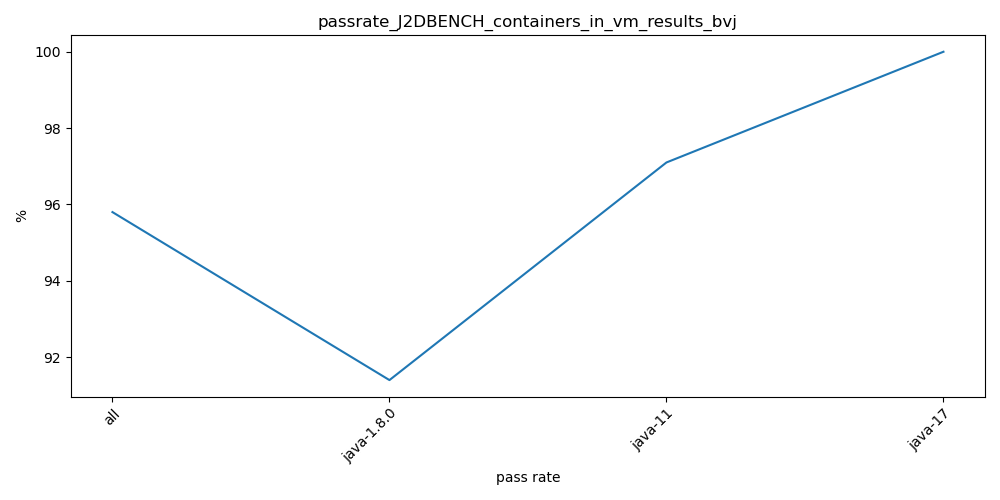 passrate_J2DBENCH_containers_in_vm_results_bvj
100
98
96
94
92
%
all
java-1.8.0
java-11
java-17
pass rate